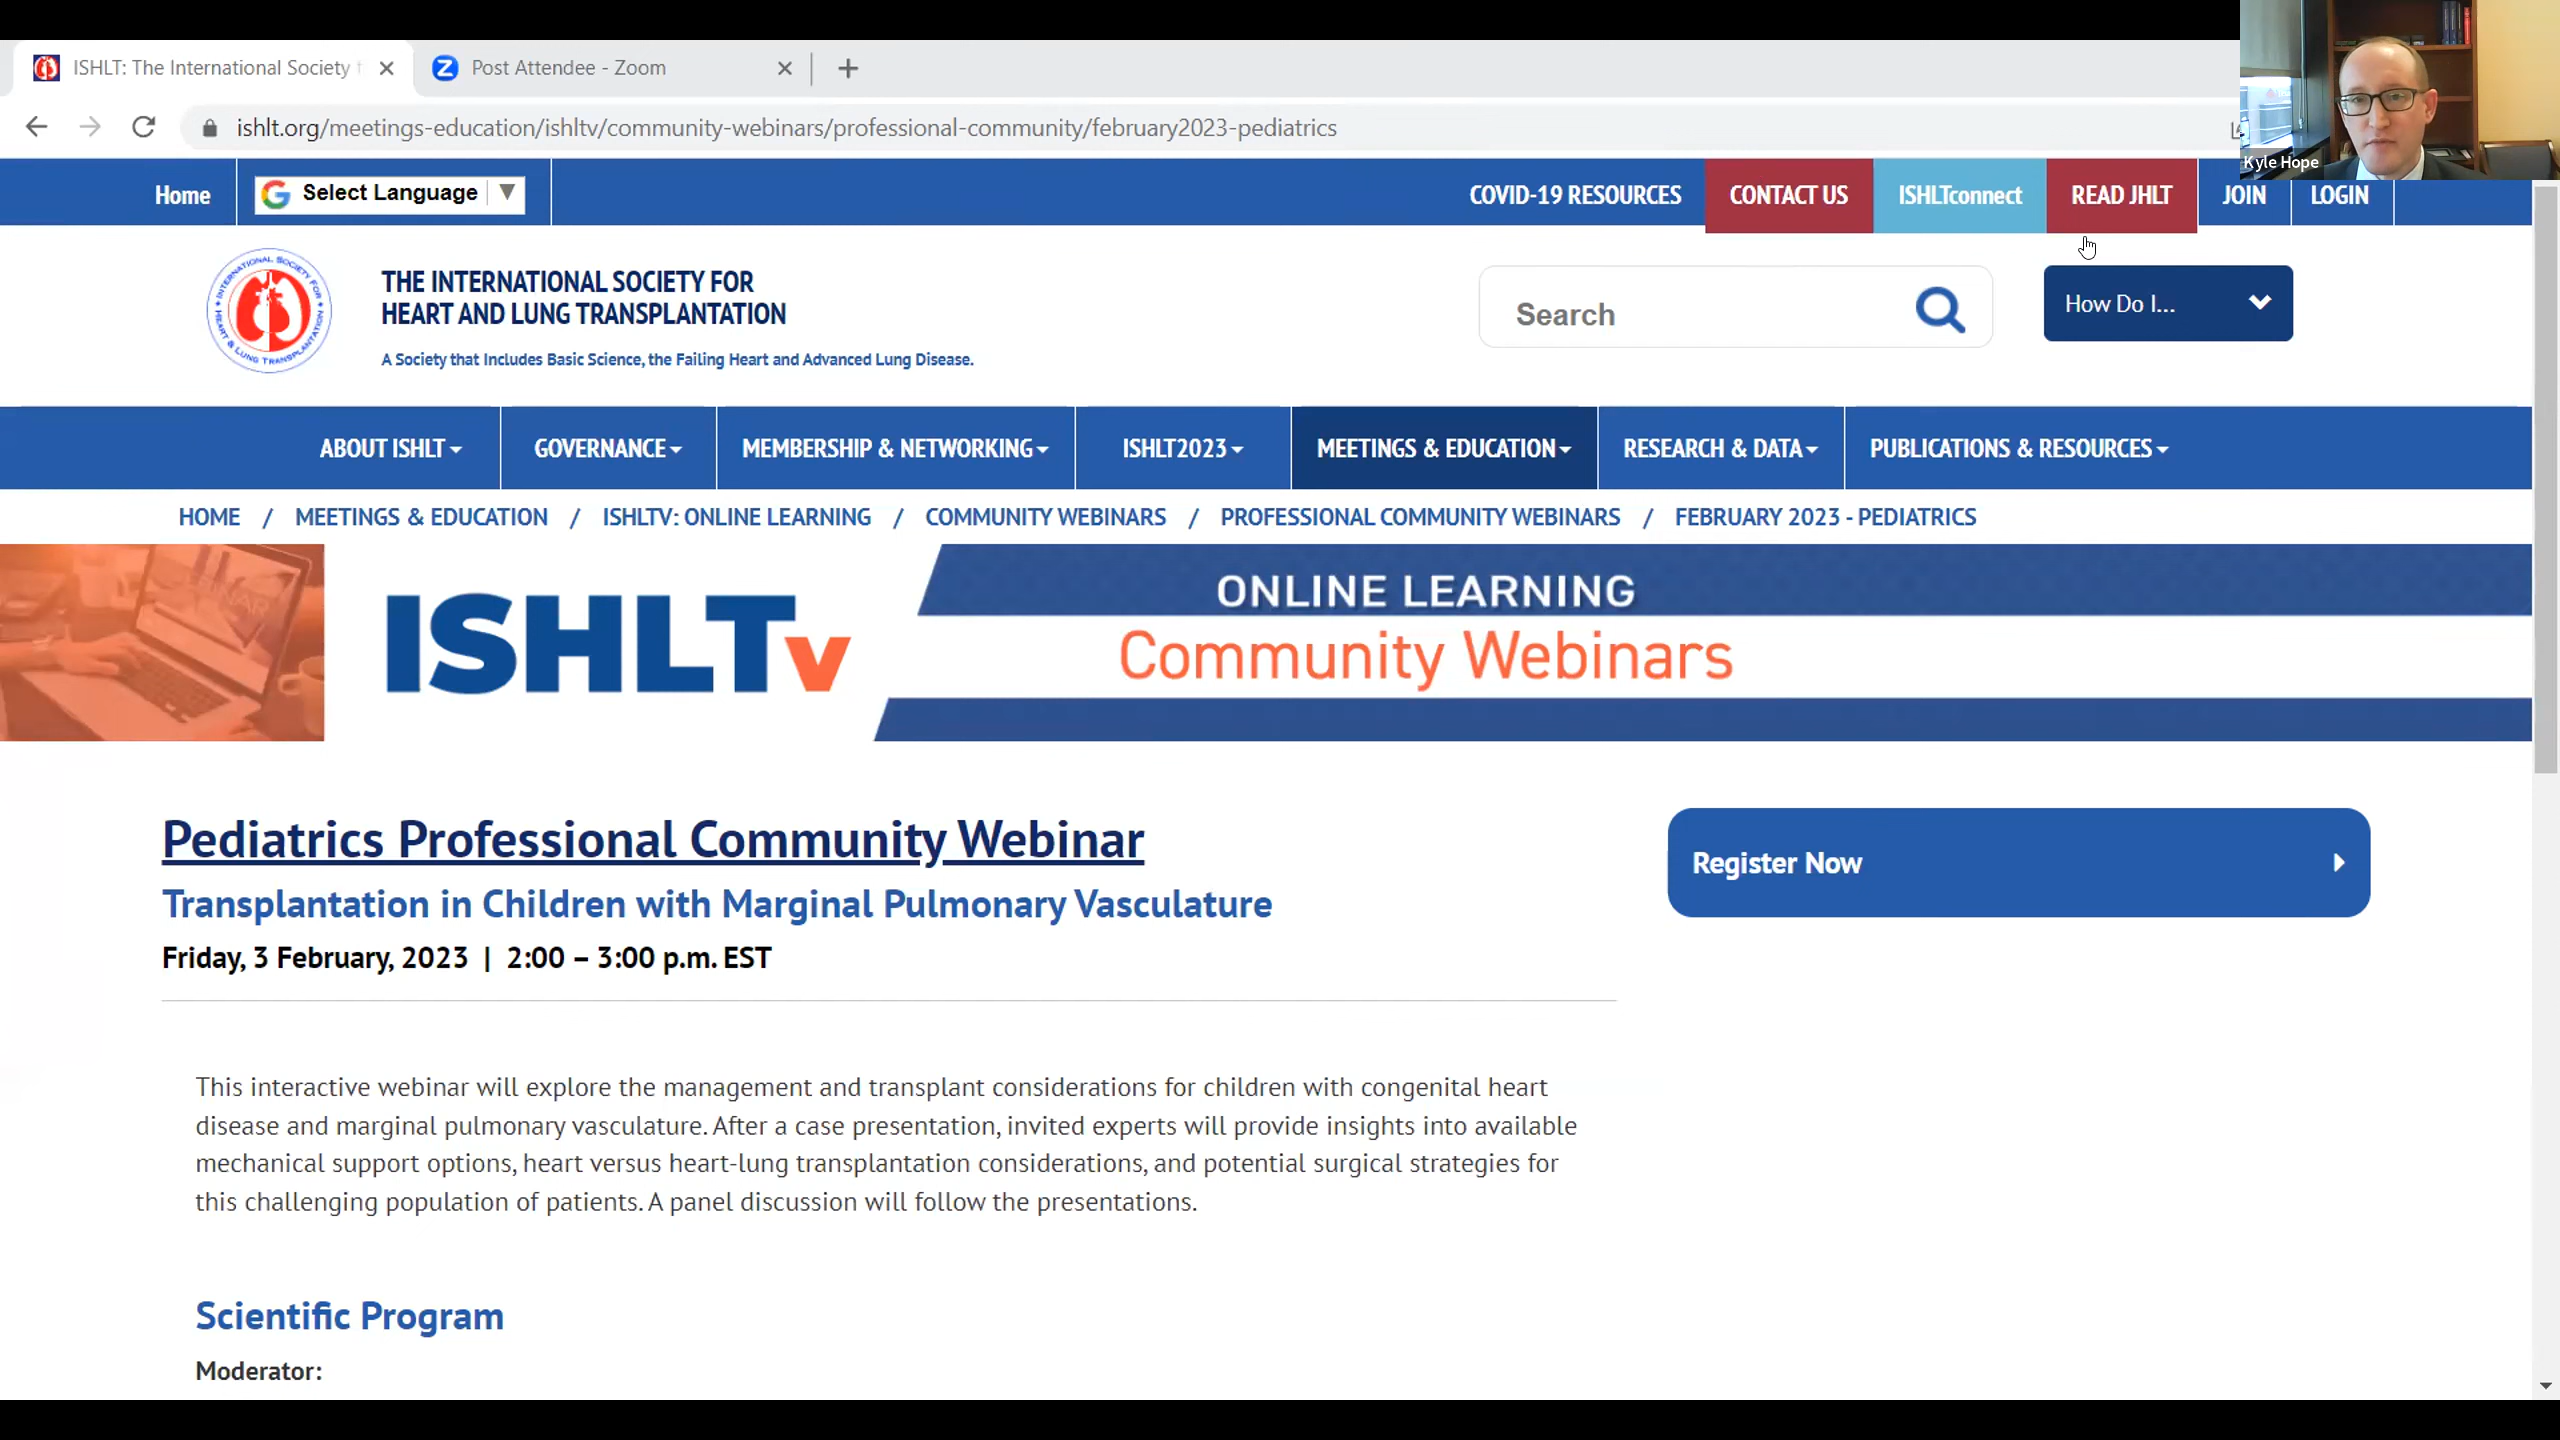 ISHLT: The International Society
Post Attendee - Zoom
ishlt.org/meetings-education/ishltv/community-webinars/professional-community/february2023-pediatrics
Kyle Hope
Home
Select Language
COVID-19 RESOURCES
CONTACT US
ISHLTconnect
READ JHLT
JOIN
LOGIN
INTERNATIONAL SOCIETY FOR
HEART & LUNG TRANSPLANTATION
THE INTERNATIONAL SOCIETY FOR
HEART AND LUNG TRANSPLANTATION
A Society that Includes Basic Science, the Failing Heart and Advanced Lung Disease.
Search
How Do I...
ABOUT ISHLT
GOVERNANCE
MEMBERSHIP & NETWORKING
ISHLT2023
MEETINGS & EDUCATION
RESEARCH & DATA
PUBLICATIONS & RESOURCES
HOME / MEETINGS & EDUCATION / ISHLTV: ONLINE LEARNING / COMMUNITY WEBINARS / PROFESSIONAL COMMUNITY WEBINARS / FEBRUARY 2023 - PEDIATRICS
ISHLTv
ONLINE LEARNING
Community Webinars
Pediatrics Professional Community Webinar
Transplantation in Children with Marginal Pulmonary Vasculature
Friday, 3 February, 2023 | 2:00 – 3:00 p.m. EST
Register Now
This interactive webinar will explore the management and transplant considerations for children with congenital heart
disease and marginal pulmonary vasculature. After a case presentation, invited experts will provide insights into available
mechanical support options, heart versus heart-lung transplantation considerations, and potential surgical strategies for
this challenging population of patients. A panel discussion will follow the presentations.
Scientific Program
Moderator: